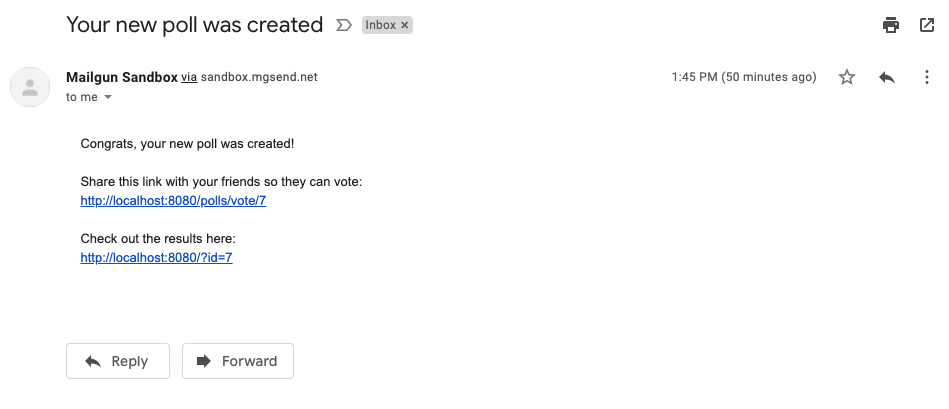 Your new poll was created Inbox ×
Mailgun Sandbox via sandbox.mgsend.net 1:45 PM (50 minutes ago)
to me
Congrats, your new poll was created!
Share this link with your friends so they can vote:
http://localhost:8080/polls/vote/7
Check out the results here:
http://localhost:8080/?id=7
Reply Forward